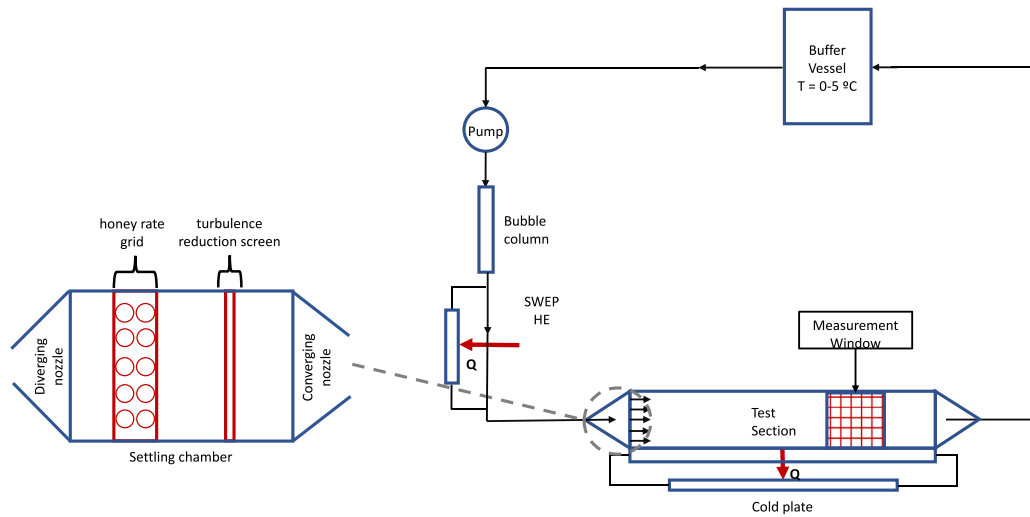 Buffer
Vessel
T = 0-5 ºC
Pump
Bubble
column
honey rate
grid
turbulence
reduction screen
SWEP
HE
Q
Diverging
nozzle
Converging
nozzle
Settling chamber
Measurement
Window
Test
Section
Q
Cold plate